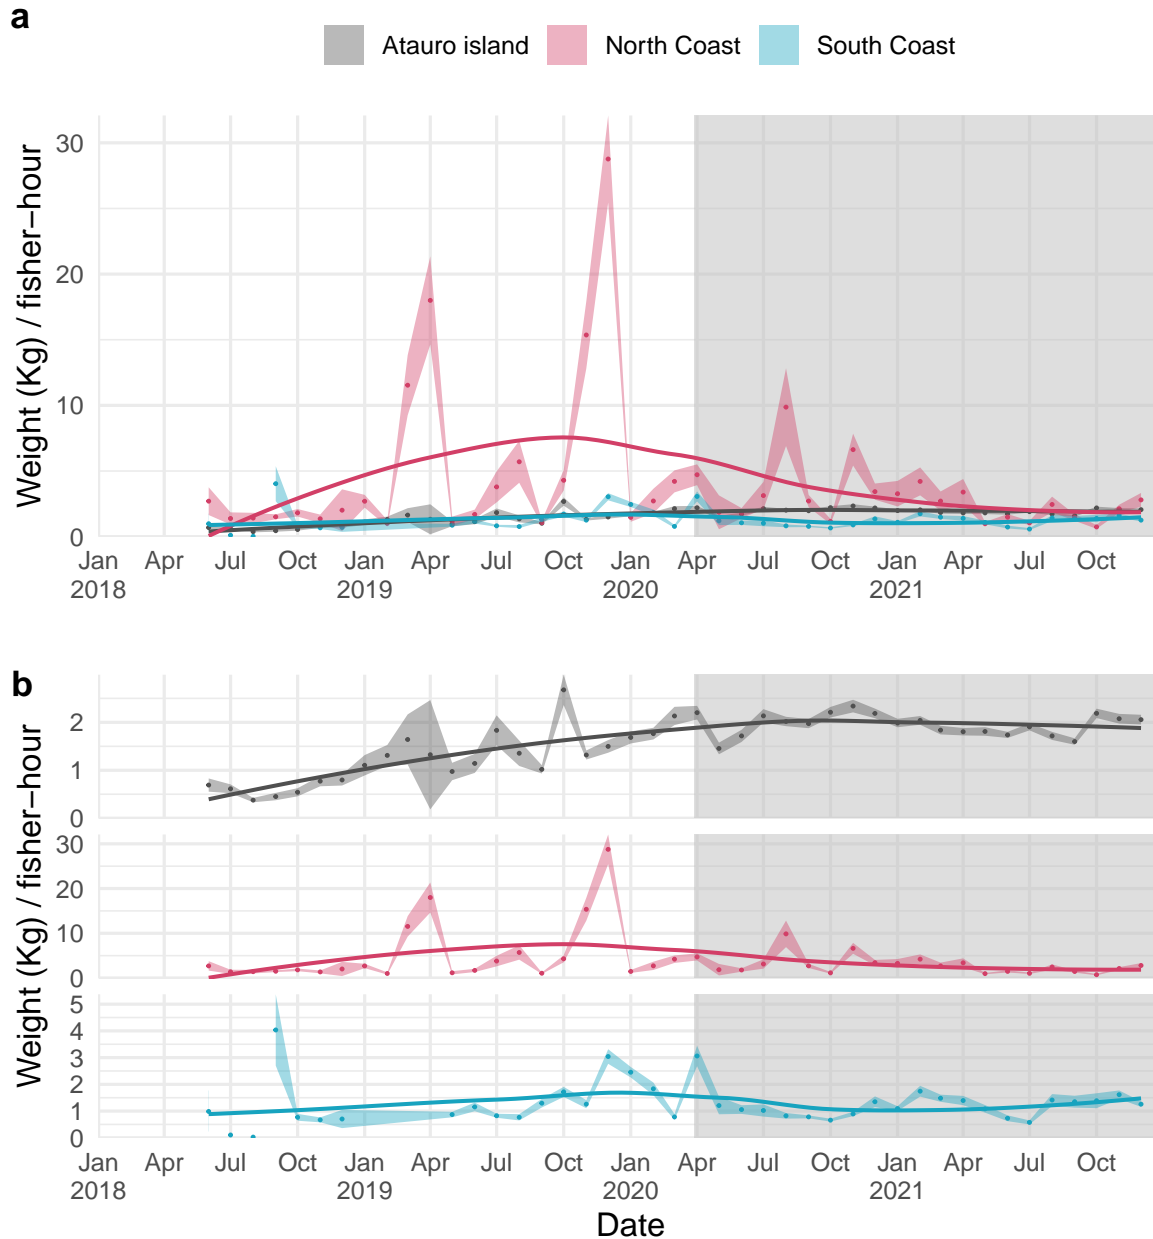 a
Atauro island North Coast South Coast
Weight (Kg) / fisher−hour
30
20
10
0
Jan Apr Jul Oct Jan Apr Jul Oct Jan Apr Jul Oct Jan Apr Jul Oct
2018 2019 2020 2021
b
Weight (Kg) / fisher−hour
2
1
0
30
20
10
0
5
4
3
2
1
0
Jan Apr Jul Oct Jan Apr Jul Oct Jan Apr Jul Oct Jan Apr Jul Oct
2018 2019 2020 2021
Date